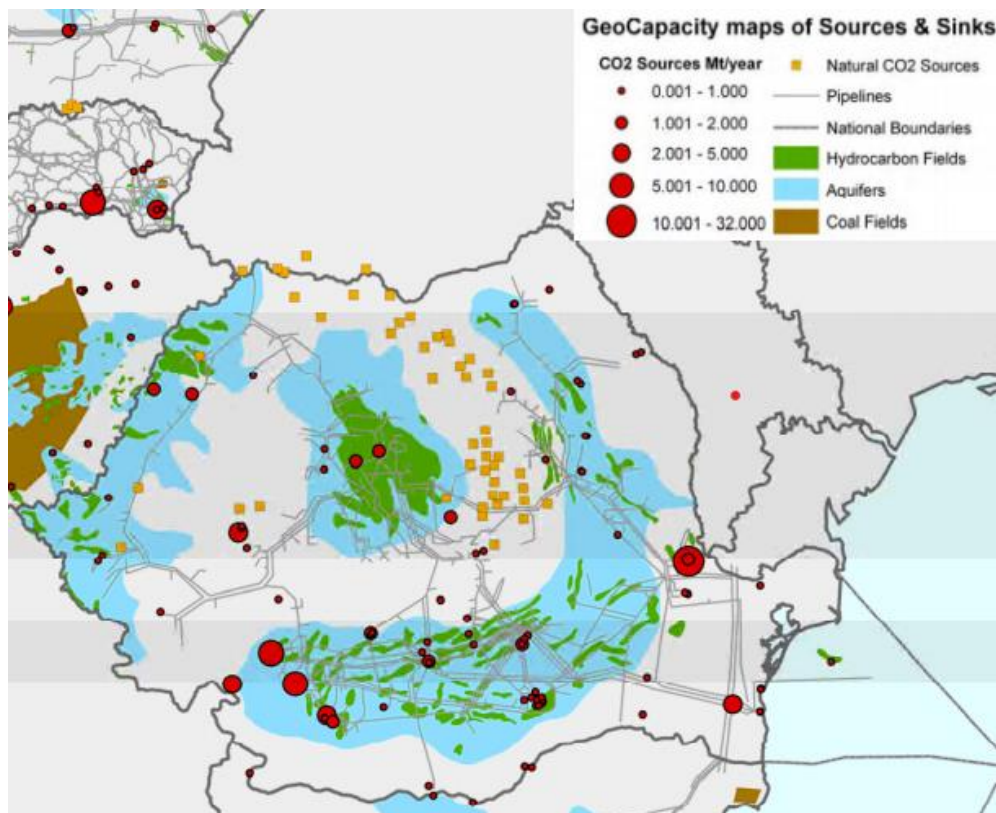 GeoCapacity maps of Sources & Sinks
CO2 Sources Mt/year
0.001 - 1.000
1.001 - 2.000
2.001 - 5.000
5.001 - 10.000
10.001 - 32.000
Natural CO2 Sources
Pipelines
National Boundaries
Hydrocarbon Fields
Aquifers
Coal Fields